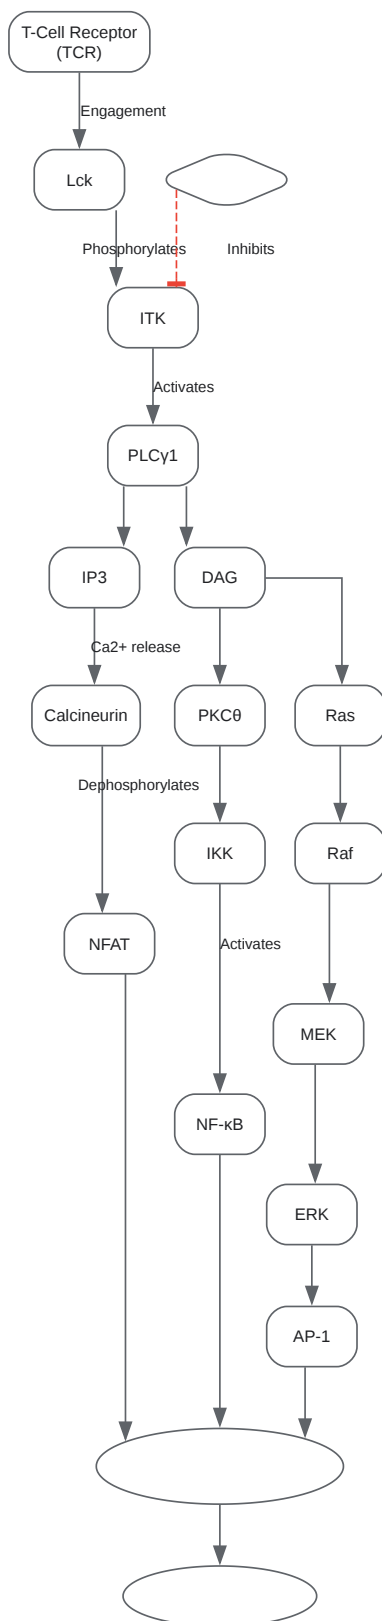 T-Cell Receptor
(TCR)
Engagement
Lck
Phosphorylates
Inhibits
ITK
Activates
PLCγ1
IP3
DAG
Ca2+ release
Calcineurin
PKCθ
Ras
Dephosphorylates
IKK
Raf
NFAT
Activates
MEK
NF-κB
ERK
AP-1